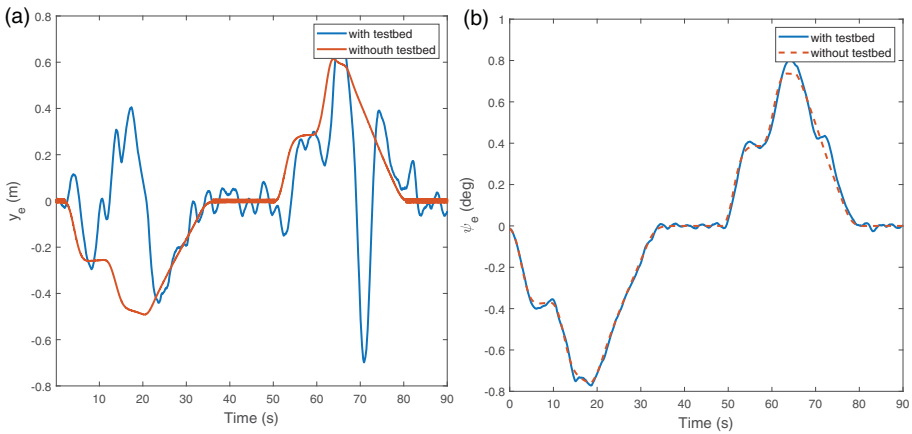 (a)
0.8
0.6
0.4
0.2
0
-0.2
-0.4
-0.6
-0.8
y_e (m)
10 20 30 40 50 60 70 80 90
Time (s)
with testbed
withouth testbed
(b)
1
0.8
0.6
0.4
0.2
0
-0.2
-0.4
-0.6
-0.8
ψ_e (deg)
0 10 20 30 40 50 60 70 80 90
Time (s)
with testbed
without testbed